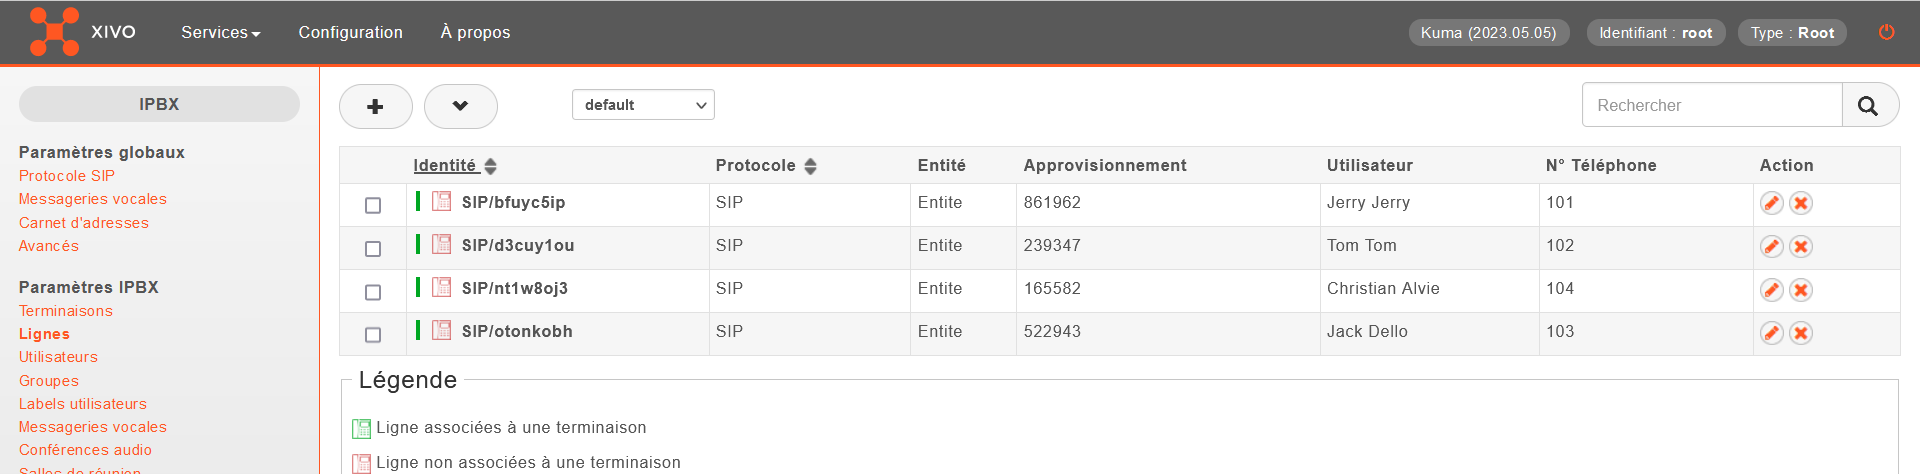 XIVO Services Configuration À propos Kuma (2023.05.05) Identifiant : root Type : Root
IPBX
Paramètres globaux
Protocole SIP
Messageries vocales
Carnet d'adresses
Avancés
Paramètres IPBX
Terminaisons
Lignes
Utilisateurs
Groupes
Labels utilisateurs
Messageries vocales
Conférences audio
Salles de réunion
default
Rechercher
Identité Protocole Entité Approvisionnement Utilisateur N° Téléphone Action
SIP/bfuyc5ip SIP Entite 861962 Jerry Jerry 101
SIP/d3cuy1ou SIP Entite 239347 Tom Tom 102
SIP/nt1w8oj3 SIP Entite 165582 Christian Alvie 104
SIP/otonkobh SIP Entite 522943 Jack Dello 103
Légende
Ligne associées à une terminaison
Ligne non associées à une terminaison